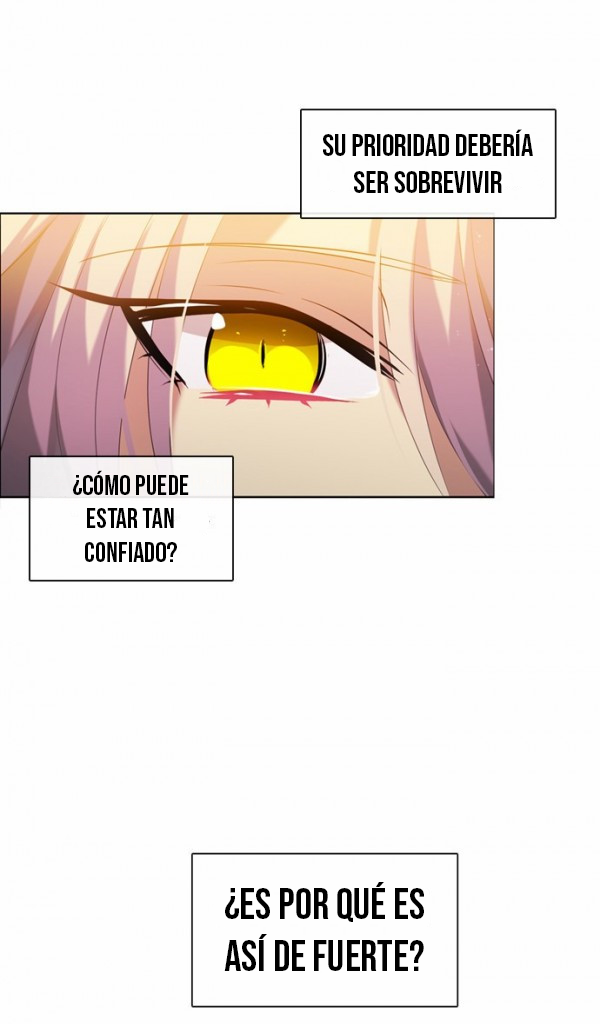 SU PRIORIDAD DEBERÍA
SER SOBREVIVIR
¿CÓMO PUEDE
ESTAR TAN
CONFIADO?
¿ES POR QUÉ ES
ASÍ DE FUERTE?